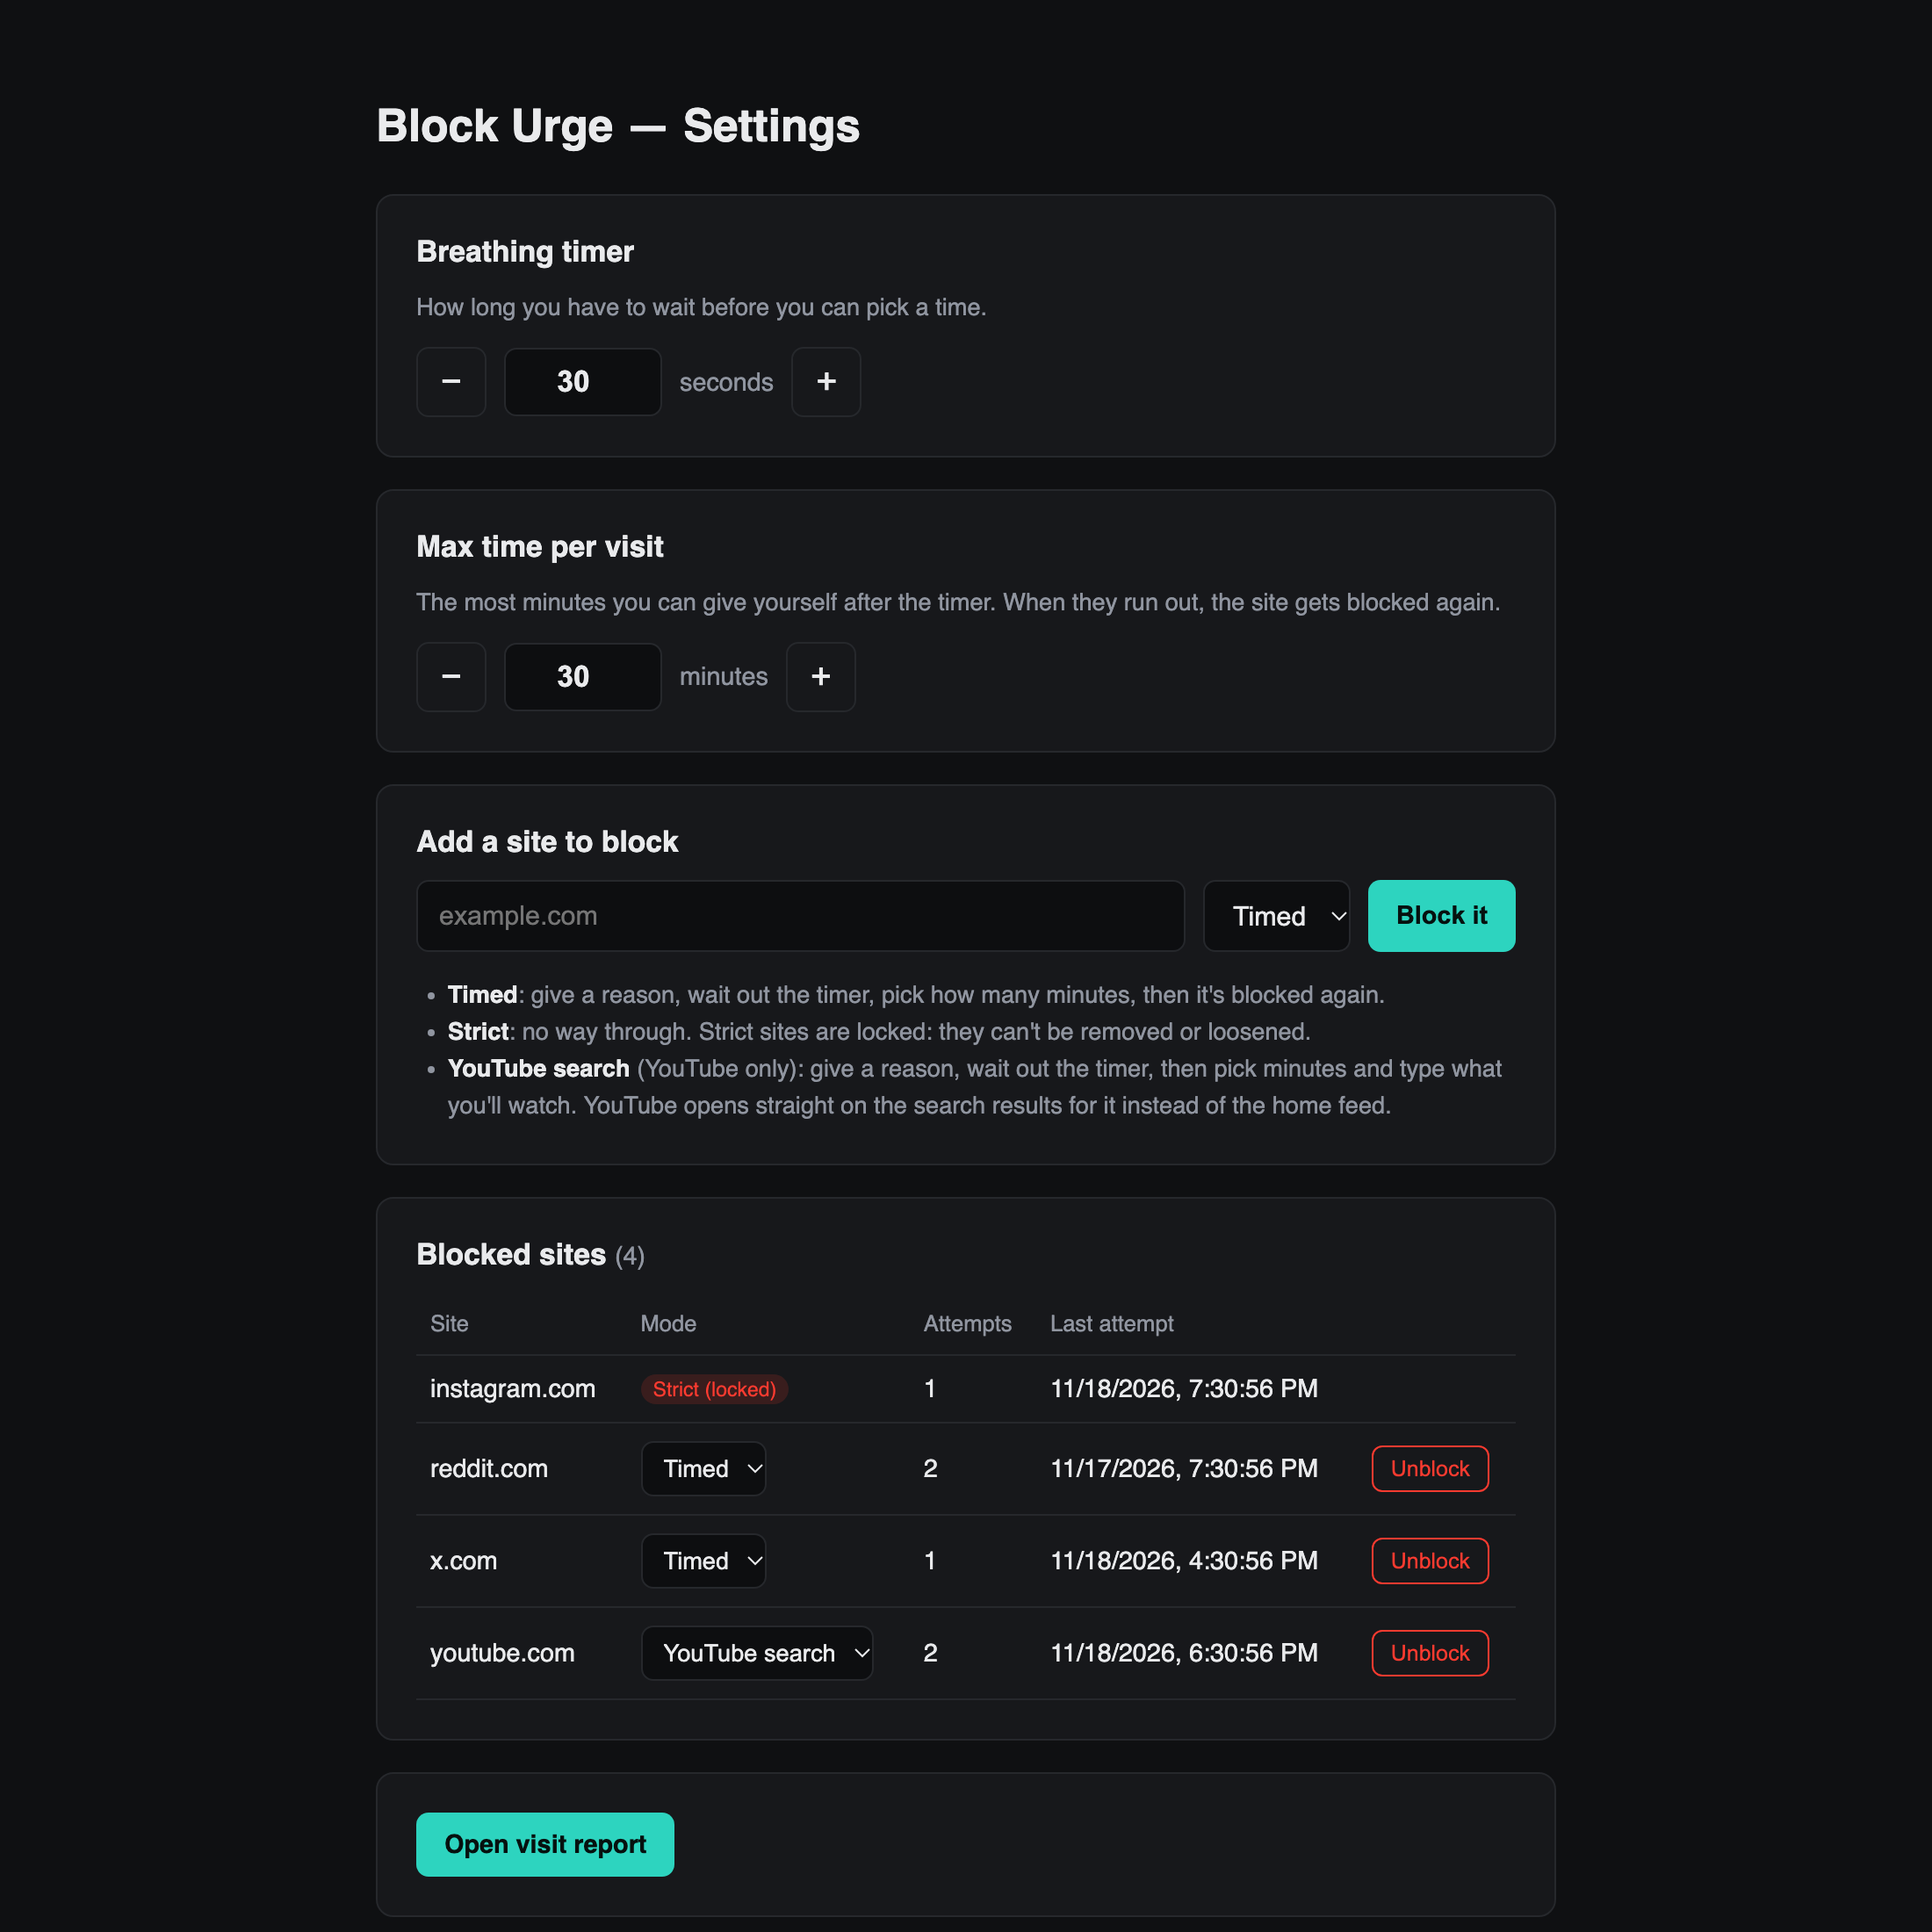 Block Urge — Settings
Breathing timer
How long you have to wait before you can pick a time.
− 30 seconds +
Max time per visit
The most minutes you can give yourself after the timer. When they run out, the site gets blocked again.
− 30 minutes +
Add a site to block
example.com Timed Block it
• Timed: give a reason, wait out the timer, pick how many minutes, then it's blocked again.
• Strict: no way through. Strict sites are locked: they can't be removed or loosened.
• YouTube search (YouTube only): give a reason, wait out the timer, then pick minutes and type what
you'll watch. YouTube opens straight on the search results for it instead of the home feed.
Blocked sites (4)
Site Mode Attempts Last attempt
instagram.com Strict (locked) 1 11/18/2026, 7:30:56 PM
reddit.com Timed 2 11/17/2026, 7:30:56 PM Unblock
x.com Timed 1 11/18/2026, 4:30:56 PM Unblock
youtube.com YouTube search 2 11/18/2026, 6:30:56 PM Unblock
Open visit report